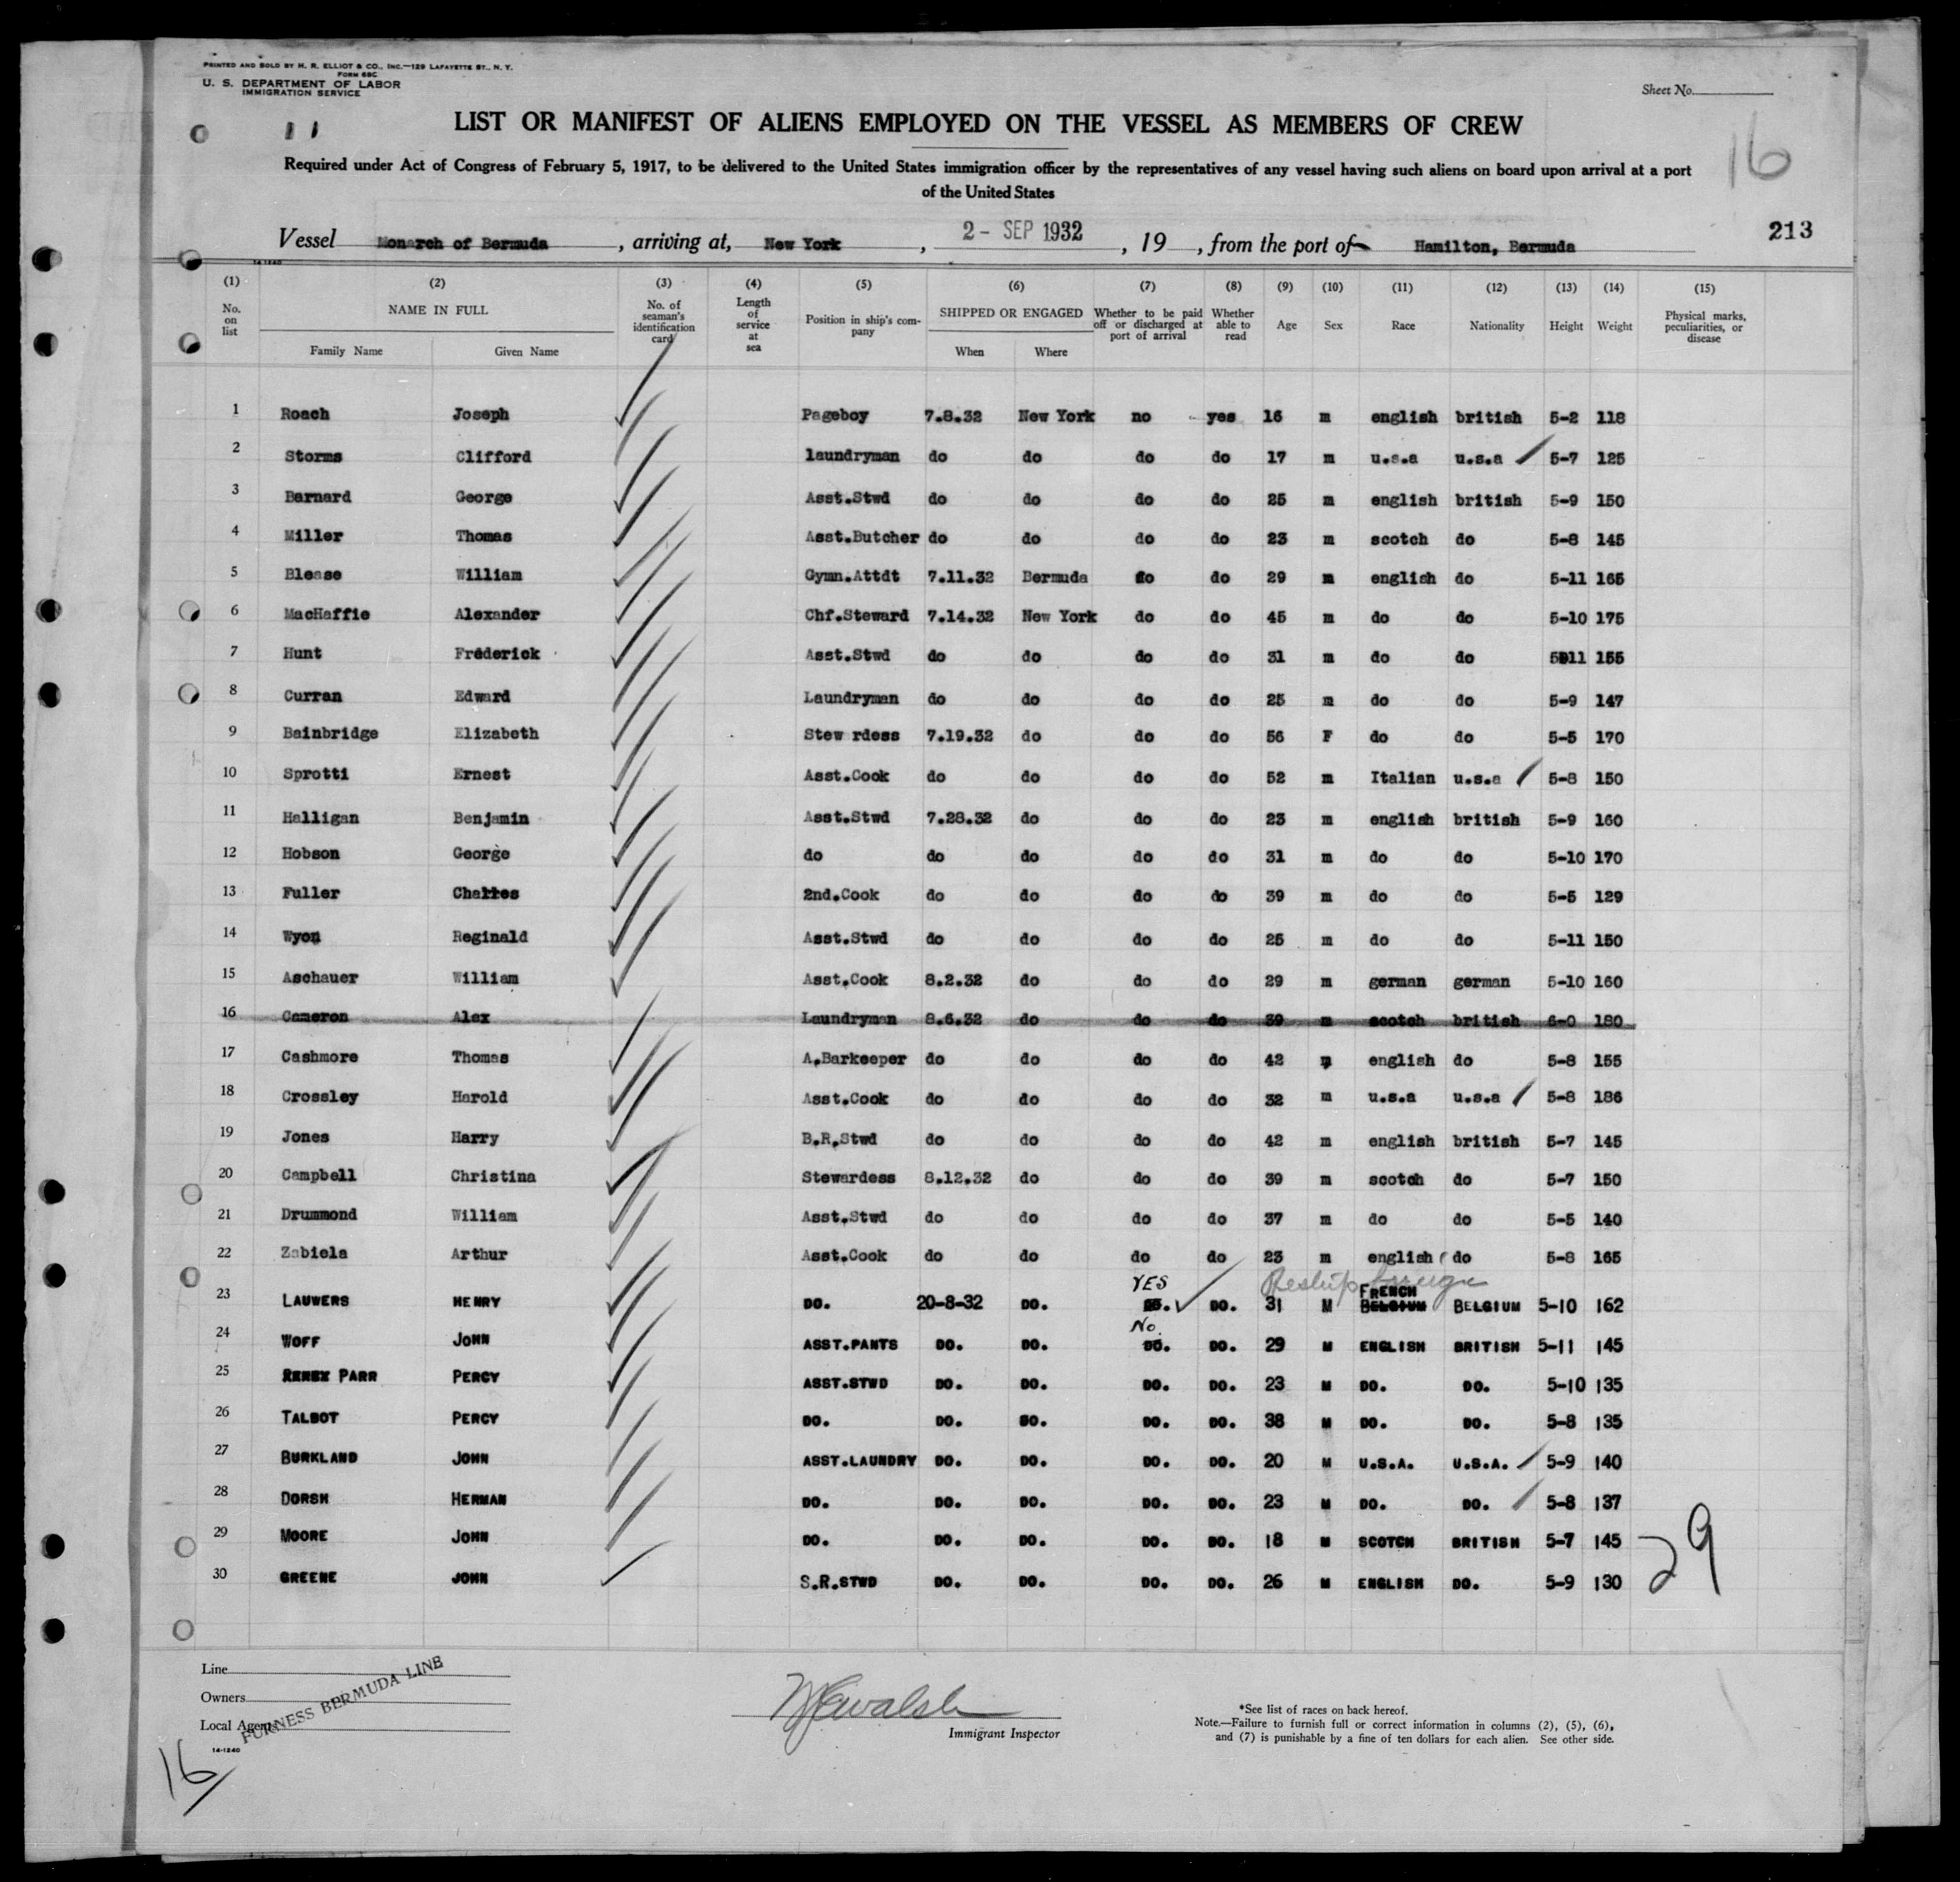 PRINTED AND SOLD BY H. R. ELLIOT & CO., INC.—129 LAFAYETTE ST., N. Y.
FORM 68C
U. S. DEPARTMENT OF LABOR
IMMIGRATION SERVICE
Sheet No.
11
LIST OR MANIFEST OF ALIENS EMPLOYED ON THE VESSEL AS MEMBERS OF CREW
16
Required under Act of Congress of February 5, 1917, to be delivered to the United States immigration officer by the representatives of any vessel having such aliens on board upon arrival at a port
of the United States
Vessel Monarch of Bermuda, arriving at, New York, 2- SEP 1932, 19, from the port of Hamilton, Bermuda 213
14-1240
(1) (2) (3) (4) (5) (6) (7) (8) (9) (10) (11) (12) (13) (14) (15)
No. on list NAME IN FULL Family Name Given Name No. of seaman's identification card Length of service at sea Position in ship's company SHIPPED OR ENGAGED When Where Whether to be paid off or discharged at port of arrival Whether able to read Age Sex Race Nationality Height Weight Physical marks, peculiarities, or disease
1 Roach Joseph Pageboy 7.8.32 New York no yes 16 m english british 5-2 118
2 Storms Clifford laundryman do do do do 17 m u.s.a u.s.a 5-7 125
3 Barnard George Asst.Stwd do do do do 25 m english british 5-9 150
4 Miller Thomas Asst.Butcher do do do do 23 m scotch do 5-8 145
5 Blease William Gymn.Attdt 7.11.32 Bermuda do do 29 m english do 5-11 165
6 MacHaffie Alexander Chf.Steward 7.14.32 New York do do 45 m do do 5-10 175
7 Hunt Frederick Asst.Stwd do do do do 31 m do do 5-11 155
8 Curran Edward Laundryman do do do do 25 m do do 5-9 147
9 Bainbridge Elizabeth Stew rdess 7.19.32 do do do 56 F do do 5-5 170
10 Sprotti Ernest Asst.Cook do do do do 52 m Italian u.s.a 5-8 150
11 Halligan Benjamin Asst.Stwd 7.28.32 do do do 23 m english british 5-9 160
12 Hobson George do do do do do 31 m do do 5-10 170
13 Fuller Charles 2nd.Cook do do do do 39 m do do 5-5 129
14 Wyon Reginald Asst.Stwd do do do do 25 m do do 5-11 150
15 Aschauer William Asst.Cook 8.2.32 do do do 29 m german german 5-10 160
16 Cameron Alex Laundryman 8.6.32 do do do 39 m scotch british 6-0 180
17 Cashmore Thomas A.Barkeeper do do do do 42 m english do 5-8 155
18 Crossley Harold Asst.Cook do do do do 32 m u.s.a u.s.a 5-8 186
19 Jones Harry B.R.Stwd do do do do 42 m english british 5-7 145
20 Campbell Christina Stewardess 8.12.32 do do do 39 m scotch do 5-7 150
21 Drummond William Asst.Stwd do do do do 37 m do do 5-5 140
22 Zabiela Arthur Asst.Cook do do do do 23 m english do 5-8 165
YES Reship foreign FRENCH
23 LAUWERS HENRY DO. 20-8-32 DO. DO. DO. 31 M BELGIUM BELGIUM 5-10 162
No.
24 WOFF JOHN ASST.PANTS DO. DO. DO. DO. 29 M ENGLISH BRITISH 5-11 145
25 PARR PERCY ASST.STWD DO. DO. DO. DO. 23 M DO. DO. 5-10 135
26 TALBOT PERCY DO. DO. DO. DO. DO. 38 M DO. DO. 5-8 135
27 BURKLAND JOHN ASST.LAUNDRY DO. DO. DO. DO. 20 M U.S.A. U.S.A. 5-9 140
28 DORSH HERMAN DO. DO. DO. DO. DO. 23 M DO. DO. 5-8 137
29 MOORE JOHN DO. DO. DO. DO. DO. 18 M SCOTCH BRITISH 5-7 145
30 GREENE JOHN S.R.STWD DO. DO. DO. DO. 26 M ENGLISH DO. 5-9 130
29
Line
Owners
Local Agents
FURNESS BERMUDA LINE
14-1240
16
Walsh
Immigrant Inspector
*See list of races on back hereof.
Note.—Failure to furnish full or correct information in columns (2), (5), (6),
and (7) is punishable by a fine of ten dollars for each alien. See other side.